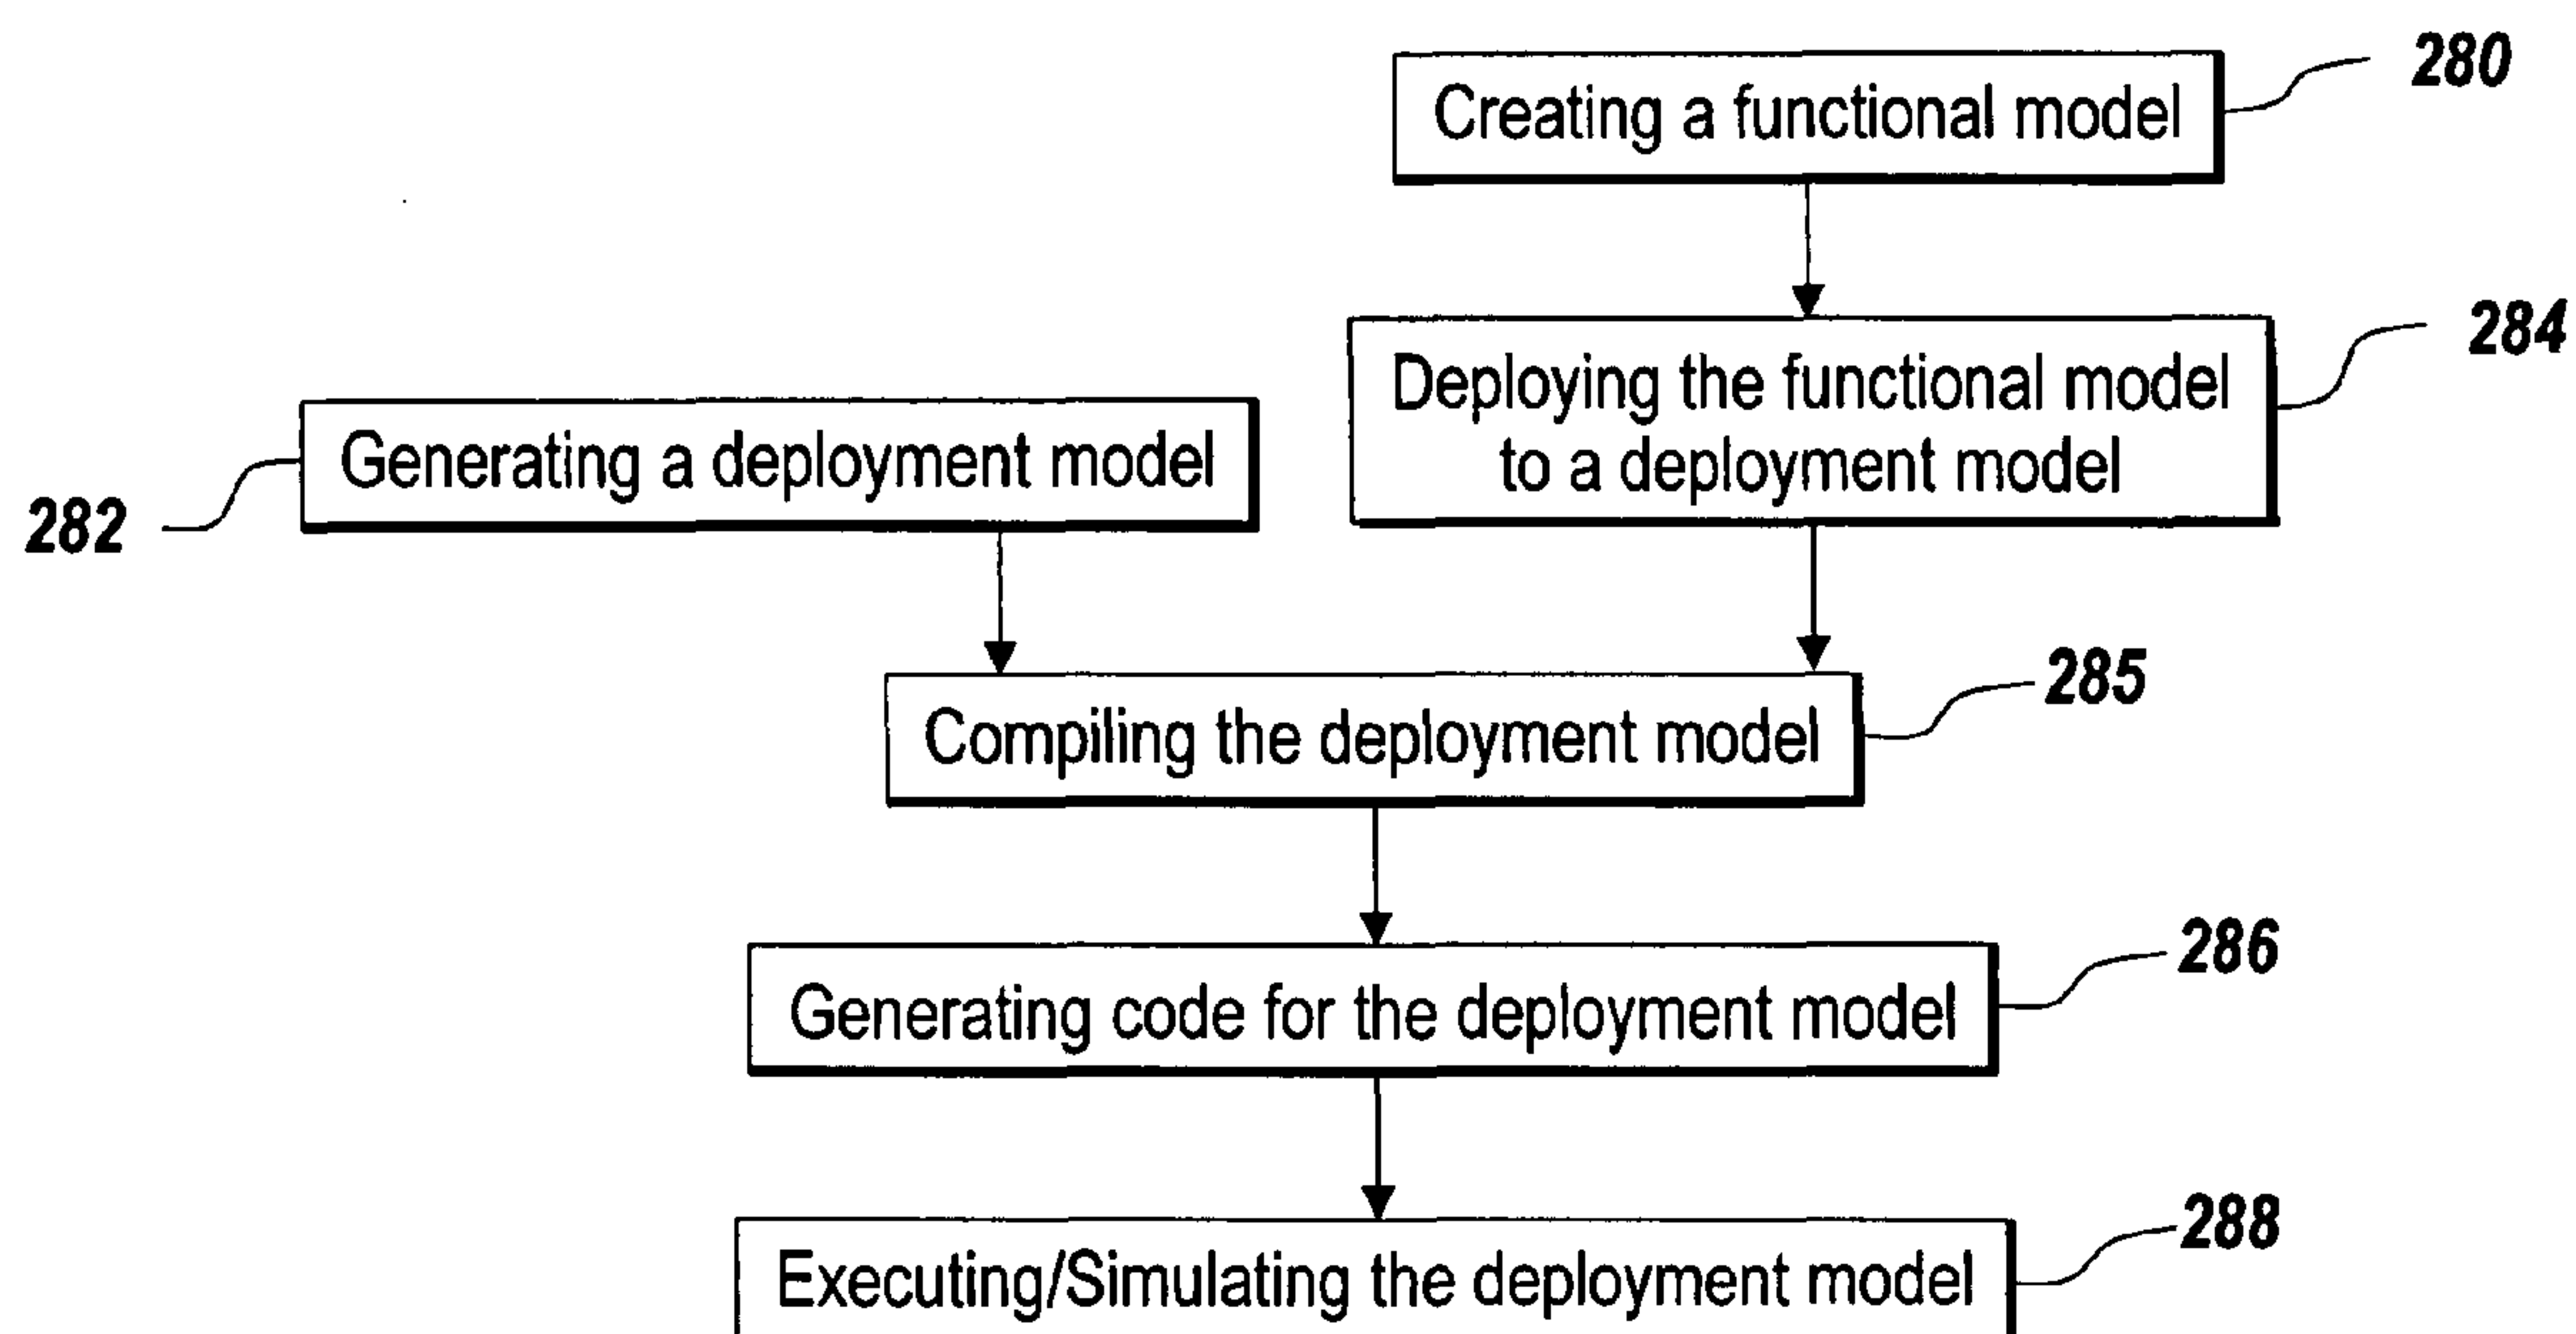 280
Creating a functional model
284
Deploying the functional model
to a deployment model
Generating a deployment model
282
285
Compiling the deployment model
286
Generating code for the deployment model
288
Executing/Simulating the deployment model